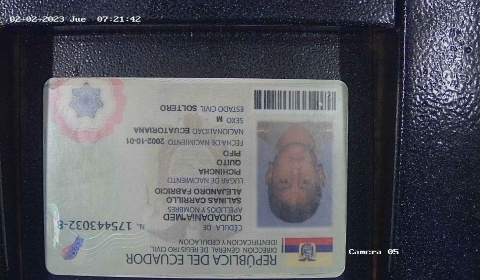 02-02-2023 Jue 07:21:42
REPÚBLICA DEL ECUADOR
DIRECCIÓN GENERAL DE REGISTRO CIVIL
IDENTIFICACIÓN Y CEDULACIÓN
CÉDULA DE
CIUDADANÍA*MED
N. 175443032-8
APELLIDOS Y NOMBRES
SALINAS CARRILLO
ALEJANDRO FABRICIO
LUGAR DE NACIMIENTO
PICHINCHA
QUITO
PIFO
FECHA DE NACIMIENTO 2002-10-01
NACIONALIDAD ECUATORIANA
SEXO M
ESTADO CIVIL SOLTERO
Camera 05